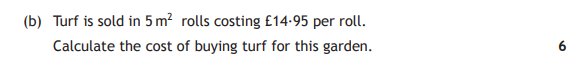 (b) Turf is sold in 5 m² rolls costing £14·95 per roll.
Calculate the cost of buying turf for this garden. 6